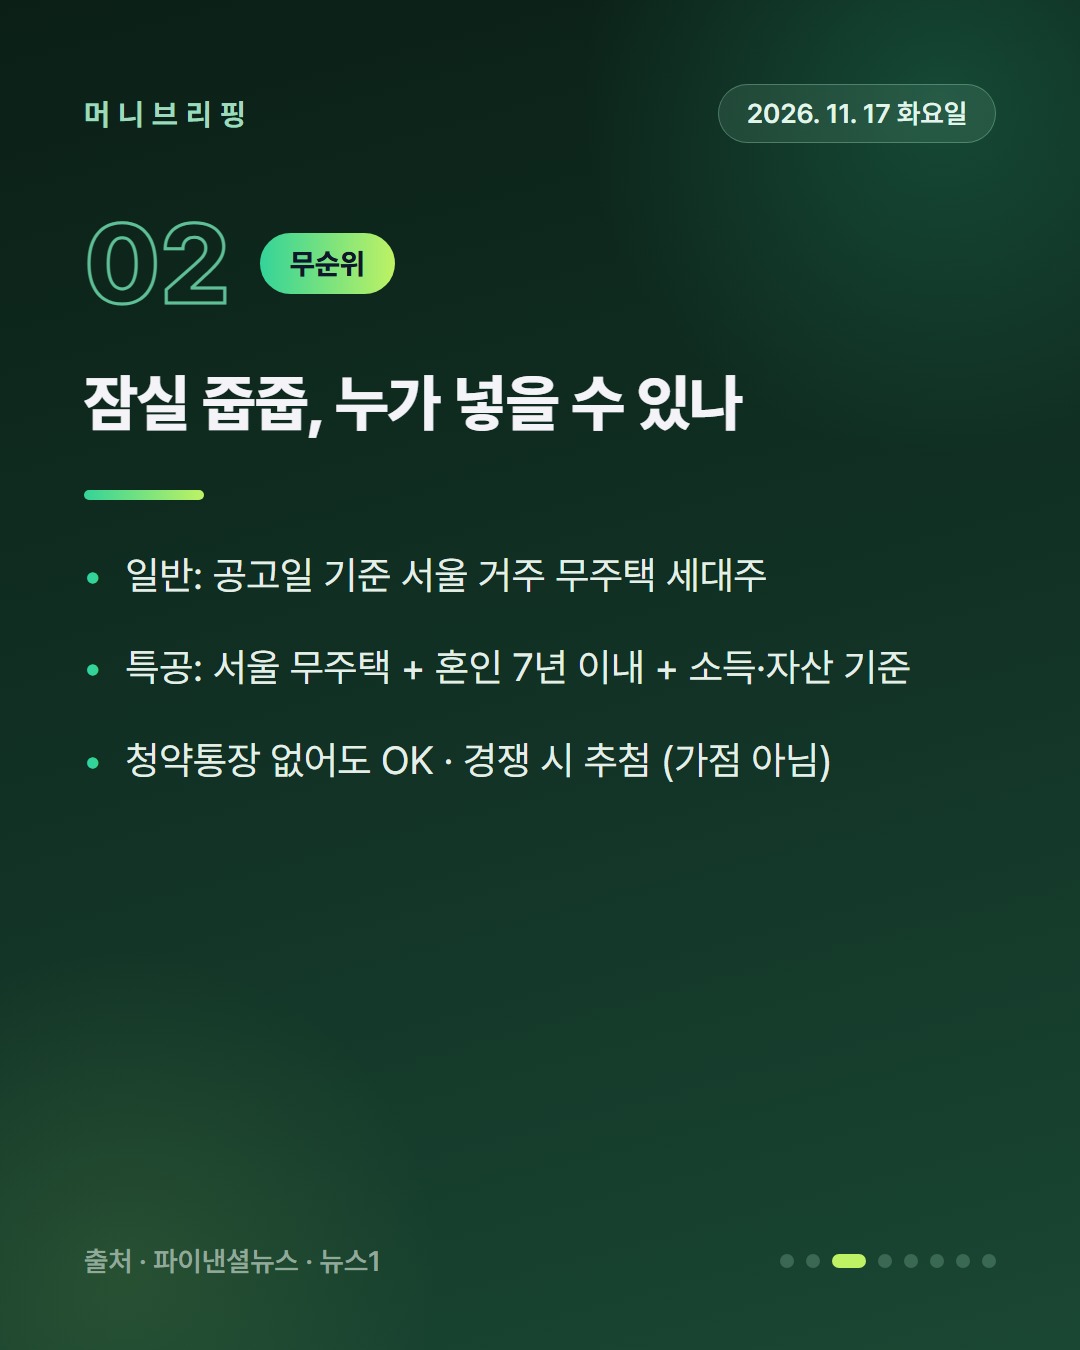 머니브리핑
2026. 11. 17 화요일
02
무순위
잠실 줍줍, 누가 넣을 수 있나
• 일반: 공고일 기준 서울 거주 무주택 세대주
• 특공: 서울 무주택 + 혼인 7년 이내 + 소득·자산 기준
• 청약통장 없어도 OK · 경쟁 시 추첨 (가점 아님)
출처 · 파이낸셜뉴스 · 뉴스1